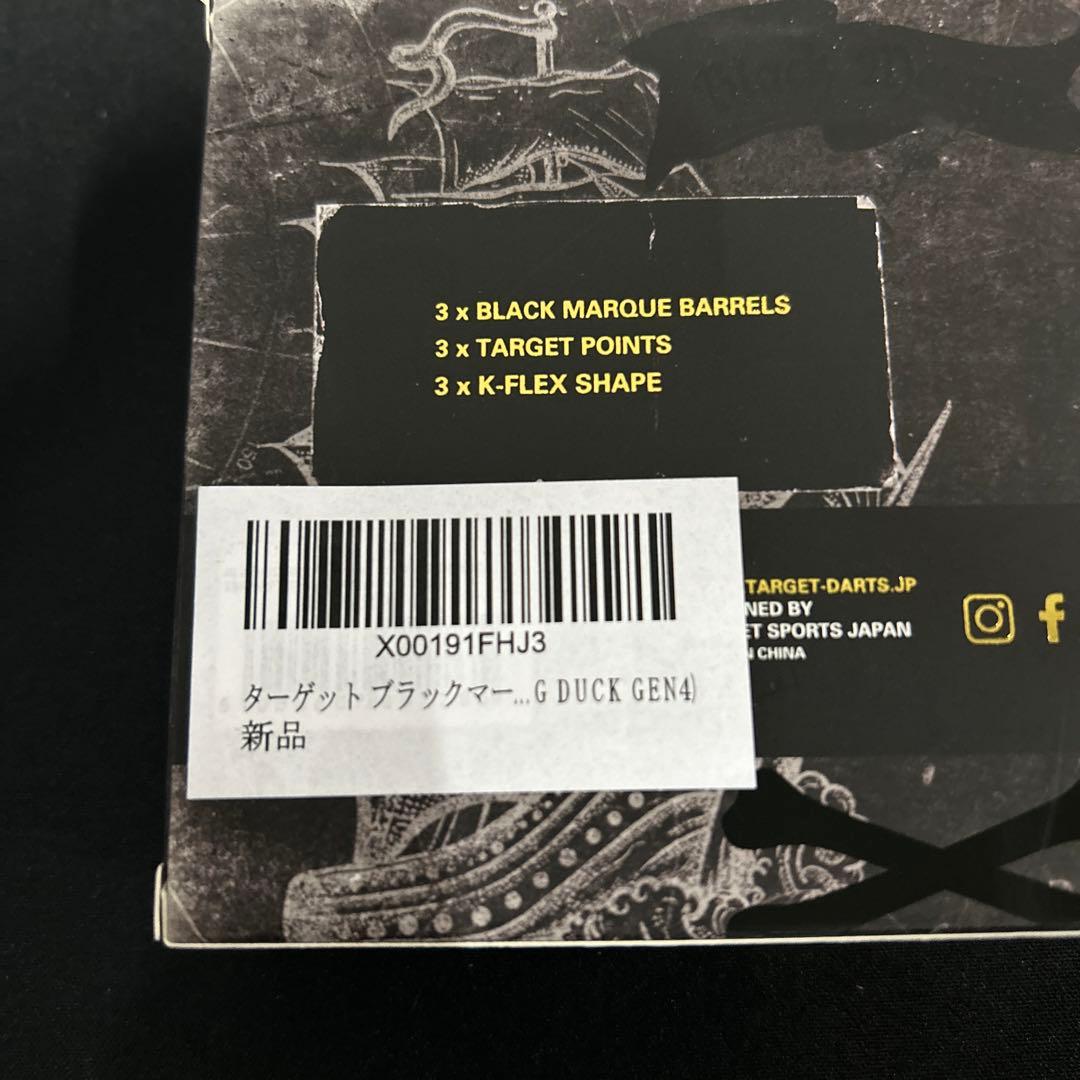 3 x BLACK MARQUE BARRELS
3 x TARGET POINTS
3 x K-FLEX SHAPE
50
X00191FHJ3
ターゲット ブラックマー...G DUCK GEN4)
新品
TARGET-DARTS.JP
NED BY
ET SPORTS JAPAN
N CHINA